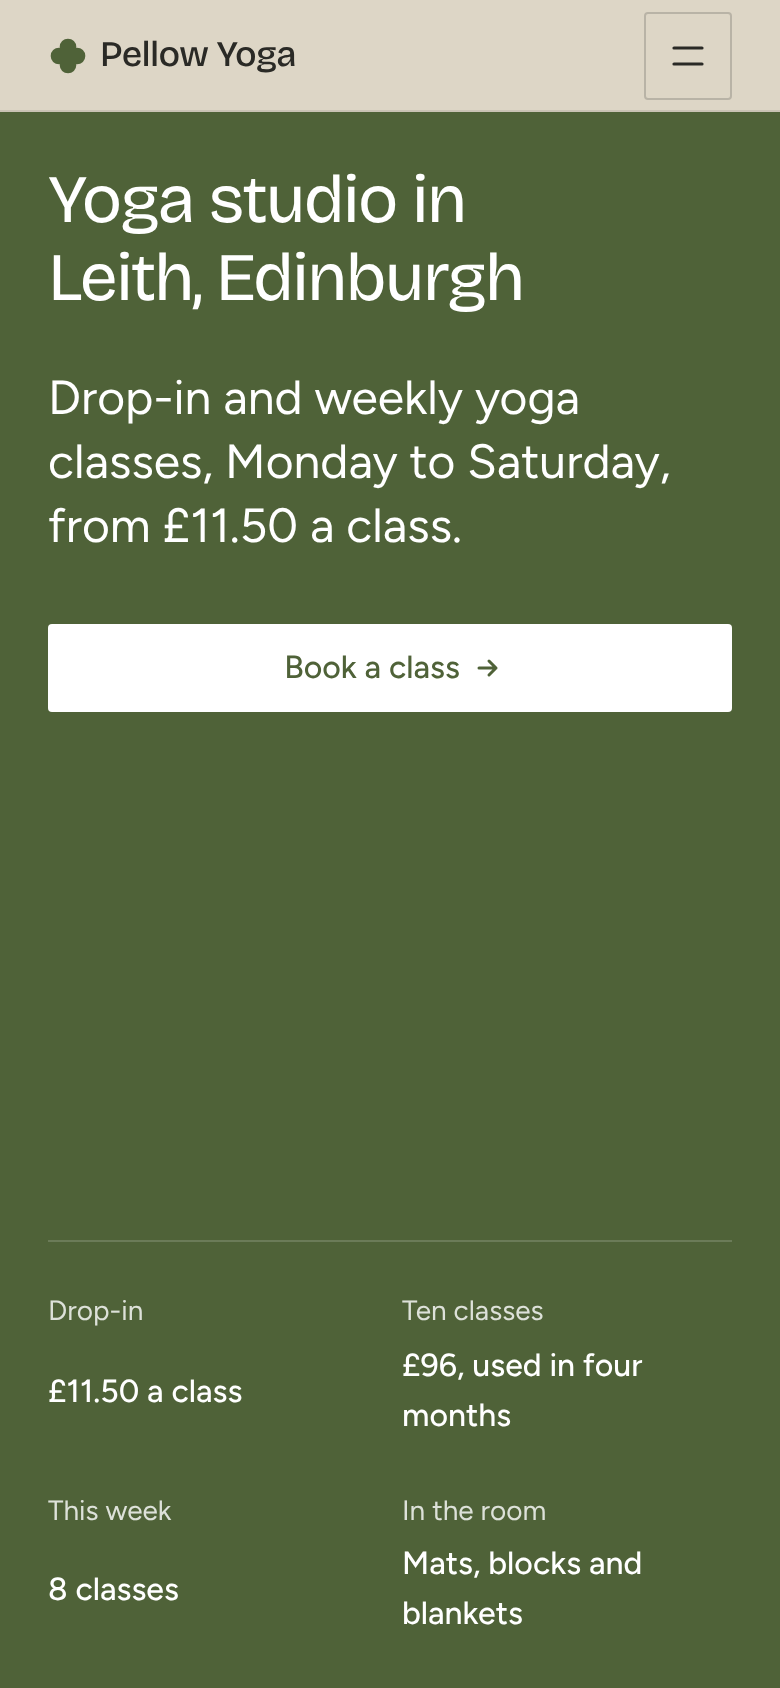 Pellow Yoga
Yoga studio in
Leith, Edinburgh
Drop-in and weekly yoga
classes, Monday to Saturday,
from £11.50 a class.
Book a class →
Drop-in
£11.50 a class
Ten classes
£96, used in four
months
This week
8 classes
In the room
Mats, blocks and
blankets